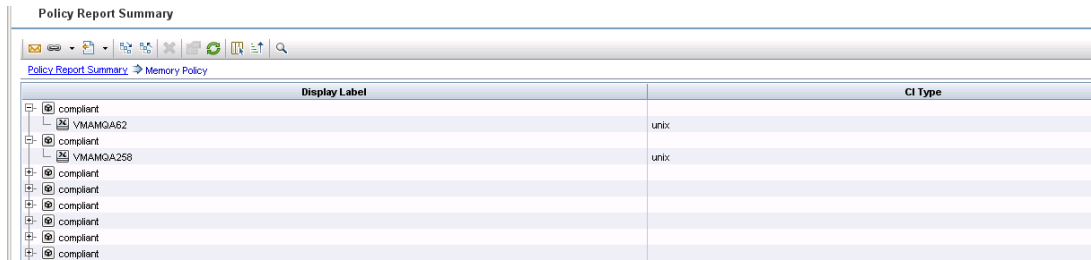 Policy Report Summary
Policy Report Summary Memory Policy
Display Label CI Type
compliant
VMAMQA62 unix
compliant
VMAMQA258 unix
compliant
compliant
compliant
compliant
compliant
compliant